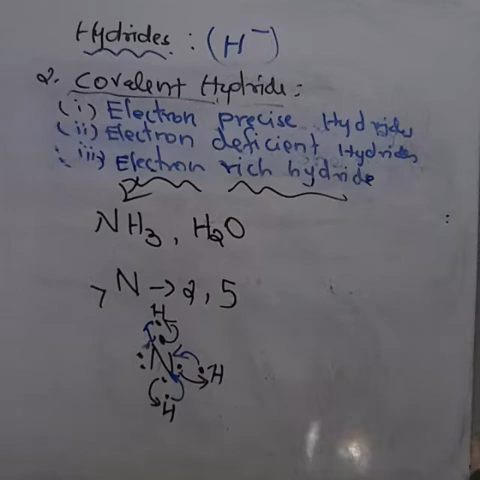 Hydrides : (H⁻)
2. Covalent Hydride:
(i) Electron precise Hydrides
(ii) Electron deficient Hydrides
(iii) Electron rich hydride
NH₃, H₂O
₇N → 2, 5
H
N
H
H